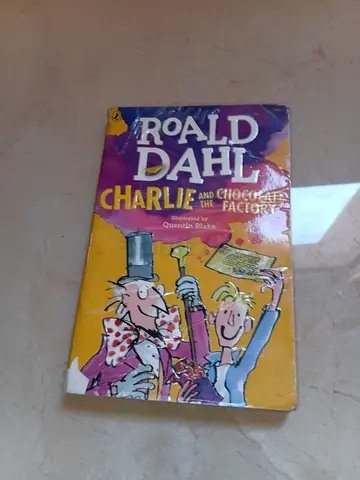 ROALD
DAHL
CHARLIE AND THE CHOCOLATE
FACTORY
Illustrated by
Quentin Blake